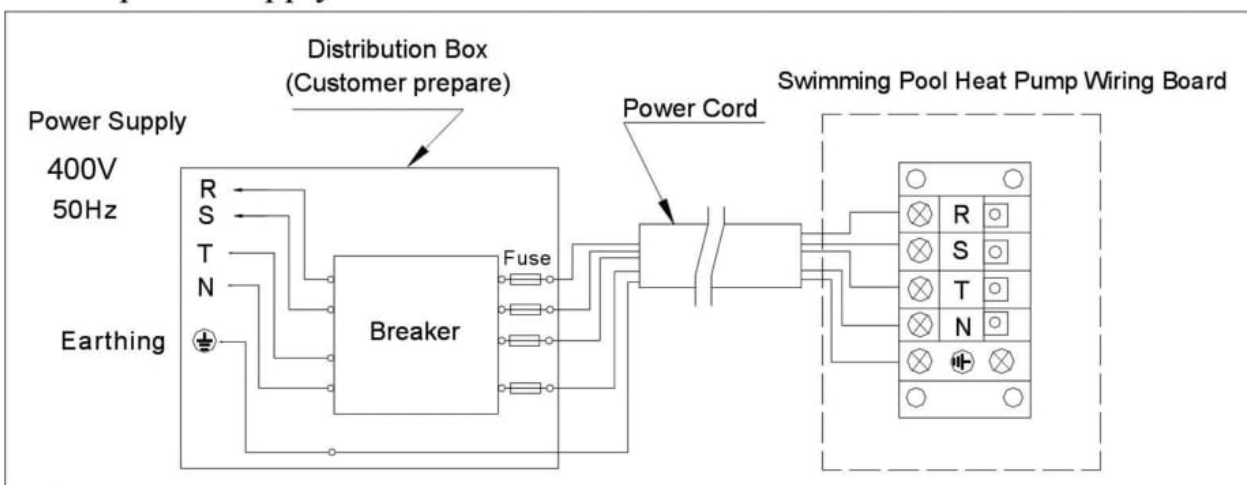 Distribution Box
(Customer prepare)
Swimming Pool Heat Pump Wiring Board
Power Cord
Power Supply
400V
50Hz
R
S
T
N
Earthing
Fuse
Breaker
R
S
T
N